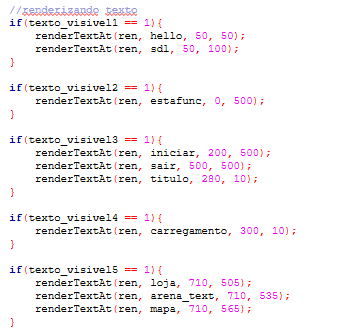 //renderizando texto
if(texto_visivel1 == 1){
renderTextAt(ren, hello, 50, 50);
renderTextAt(ren, sdl, 50, 100);
}
if(texto_visivel2 == 1){
renderTextAt(ren, estafunc, 0, 500);
}
if(texto_visivel3 == 1){
renderTextAt(ren, iniciar, 200, 500);
renderTextAt(ren, sair, 500, 500);
renderTextAt(ren, titulo, 280, 10);
}
if(texto_visivel4 == 1){
renderTextAt(ren, carregamento, 300, 10);
}
if(texto_visivel5 == 1){
renderTextAt(ren, loja, 710, 505);
renderTextAt(ren, arena_text, 710, 535);
renderTextAt(ren, mapa, 710, 565);
}